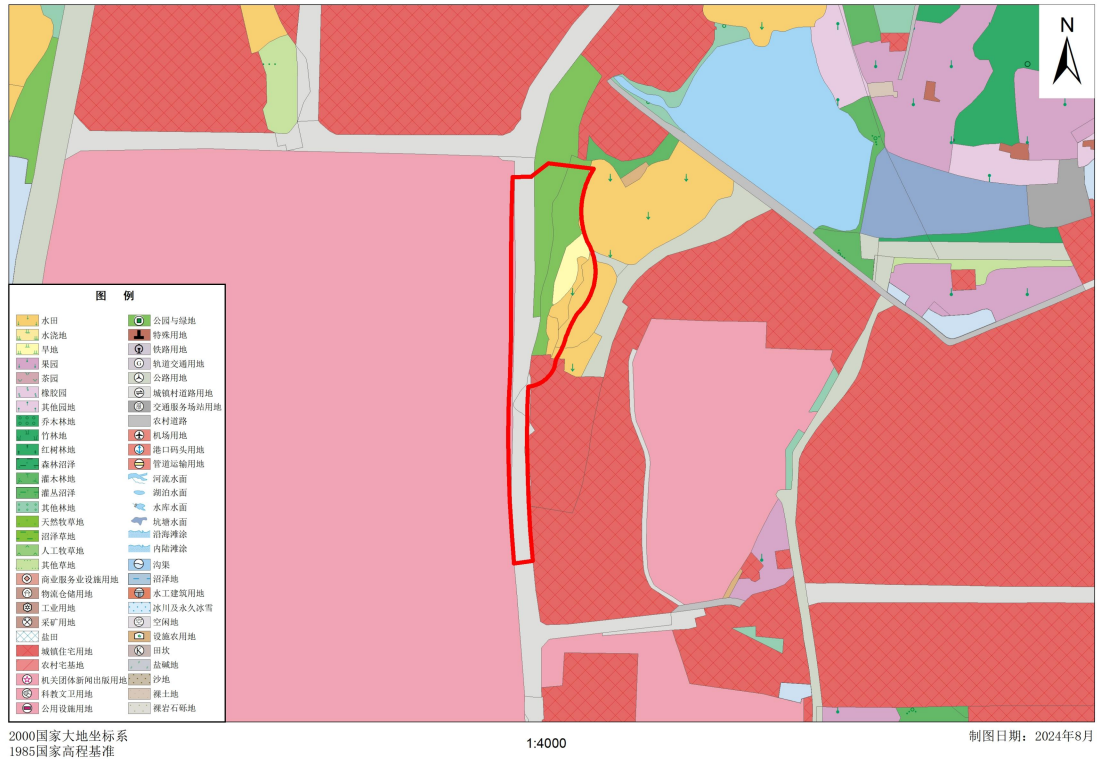 N
图 例
水田
水浇地
旱地
果园
茶园
橡胶园
其他园地
乔木林地
竹林地
红树林地
森林沼泽
灌木林地
灌丛沼泽
其他林地
天然牧草地
沼泽草地
人工牧草地
其他草地
商业服务业设施用地
物流仓储用地
工业用地
采矿用地
盐田
城镇住宅用地
农村宅基地
机关团体新闻出版用地
科教文卫用地
公用设施用地
公园与绿地
特殊用地
铁路用地
轨道交通用地
公路用地
城镇村道路用地
交通服务场站用地
农村道路
机场用地
港口码头用地
管道运输用地
河流水面
湖泊水面
水库水面
坑塘水面
沿海滩涂
内陆滩涂
沟渠
沼泽地
水工建筑用地
冰川及永久冰雪
空闲地
设施农用地
田坎
盐碱地
沙地
裸土地
裸岩石砾地
2000国家大地坐标系
1985国家高程基准
1:4000
制图日期：2024年8月